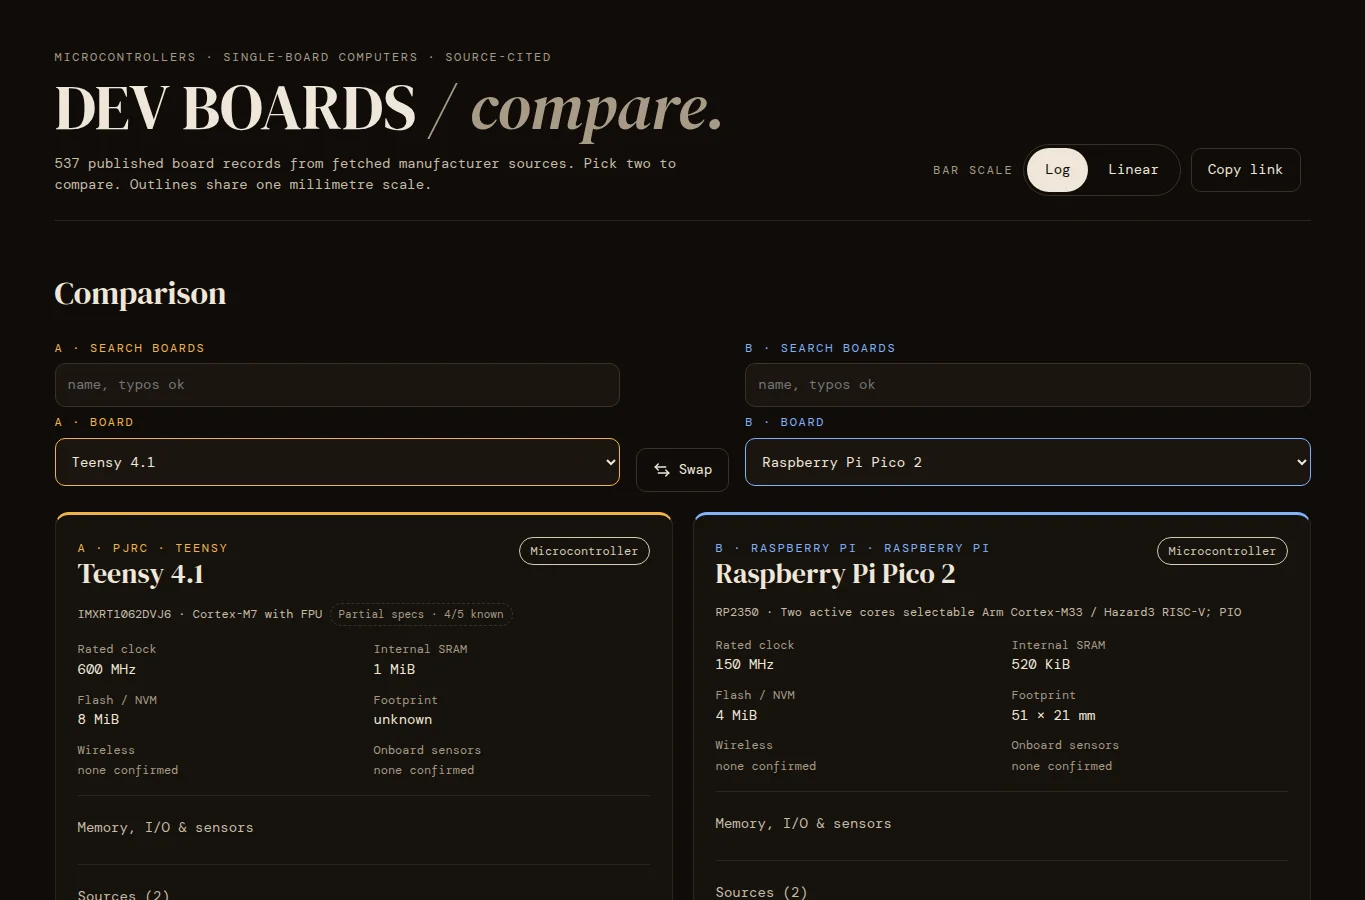 MICROCONTROLLERS · SINGLE-BOARD COMPUTERS · SOURCE-CITED
DEV BOARDS / compare.
537 published board records from fetched manufacturer sources. Pick two to
compare. Outlines share one millimetre scale.
BAR SCALE Log Linear Copy link
Comparison
A · SEARCH BOARDS
name, typos ok
A · BOARD
Teensy 4.1
Swap
B · SEARCH BOARDS
name, typos ok
B · BOARD
Raspberry Pi Pico 2
A · PJRC · TEENSY
Microcontroller
Teensy 4.1
IMXRT1062DVJ6 · Cortex-M7 with FPU Partial specs · 4/5 known
Rated clock
600 MHz
Internal SRAM
1 MiB
Flash / NVM
8 MiB
Footprint
unknown
Wireless
none confirmed
Onboard sensors
none confirmed
Memory, I/O & sensors
Sources (2)
B · RASPBERRY PI · RASPBERRY PI
Microcontroller
Raspberry Pi Pico 2
RP2350 · Two active cores selectable Arm Cortex-M33 / Hazard3 RISC-V; PIO
Rated clock
150 MHz
Internal SRAM
520 KiB
Flash / NVM
4 MiB
Footprint
51 × 21 mm
Wireless
none confirmed
Onboard sensors
none confirmed
Memory, I/O & sensors
Sources (2)